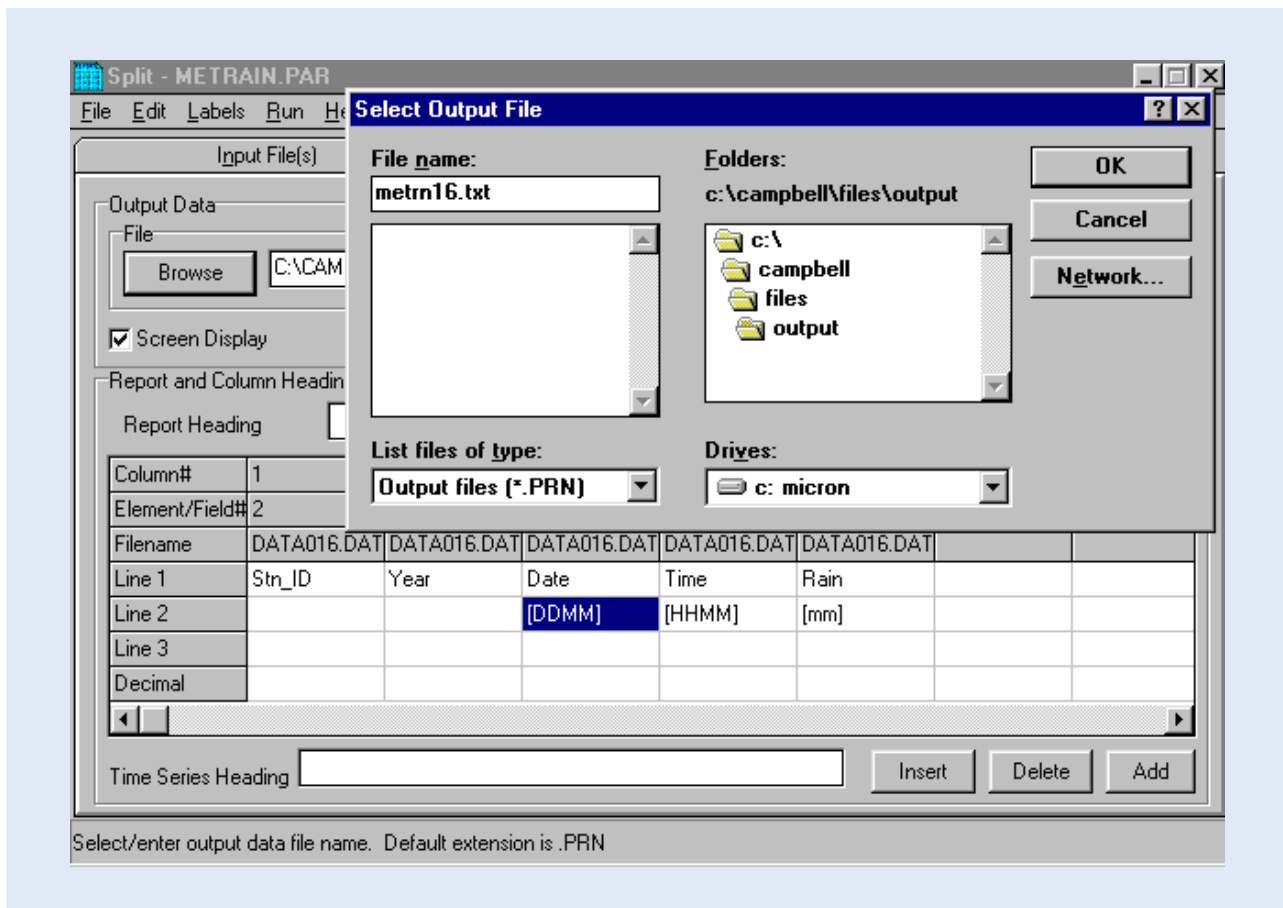 Split - METRAIN.PAR
File Edit Labels Run He
Select Output File
Input File(s)
File name:
metrn16.txt
Folders:
c:\campbell\files\output
c:\
campbell
files
output
OK
Cancel
Network...
Output Data
File
Browse
C:\CAM
Screen Display
Report and Column Headin
Report Heading
List files of type:
Output files (*.PRN)
Drives:
c: micron
Column# 1
Element/Field# 2
Filename DATA016.DAT DATA016.DAT DATA016.DAT DATA016.DAT DATA016.DAT
Line 1 Stn_ID Year Date Time Rain
Line 2 [DDMM] [HHMM] [mm]
Line 3
Decimal
Time Series Heading
Insert Delete Add
Select/enter output data file name. Default extension is .PRN